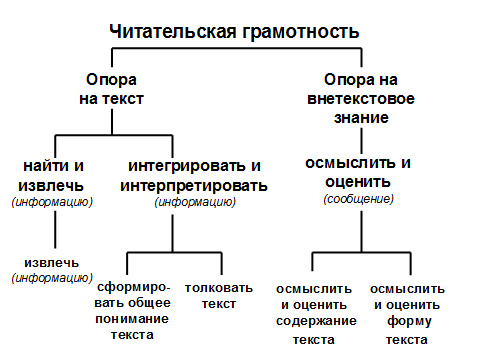 Читательская грамотность
Опора
на текст
Опора на
внетекстовое
знание
найти и
извлечь
(информацию)
интегрировать и
интерпретировать
(информацию)
осмыслить и
оценить
(сообщение)
извлечь
(информацию)
сформиро-
вать общее
понимание
текста
толковать
текст
осмыслить
и оценить
содержание
текста
осмыслить
и оценить
форму
текста